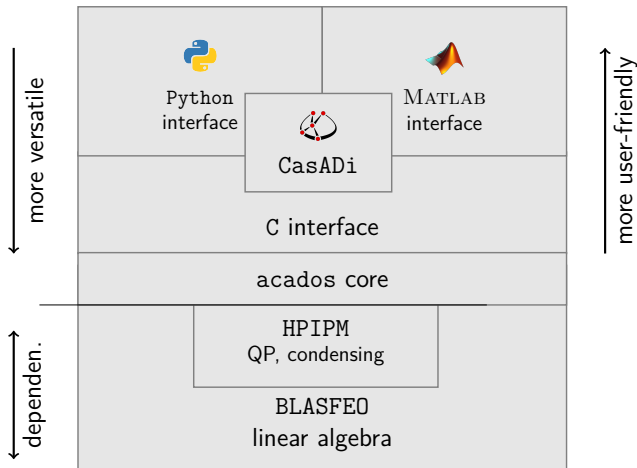 Python
interface
MATLAB
interface
CasADi
more versatile
more user-friendly
C interface
acados core
HPIPM
QP, condensing
dependen.
BLASFEO
linear algebra